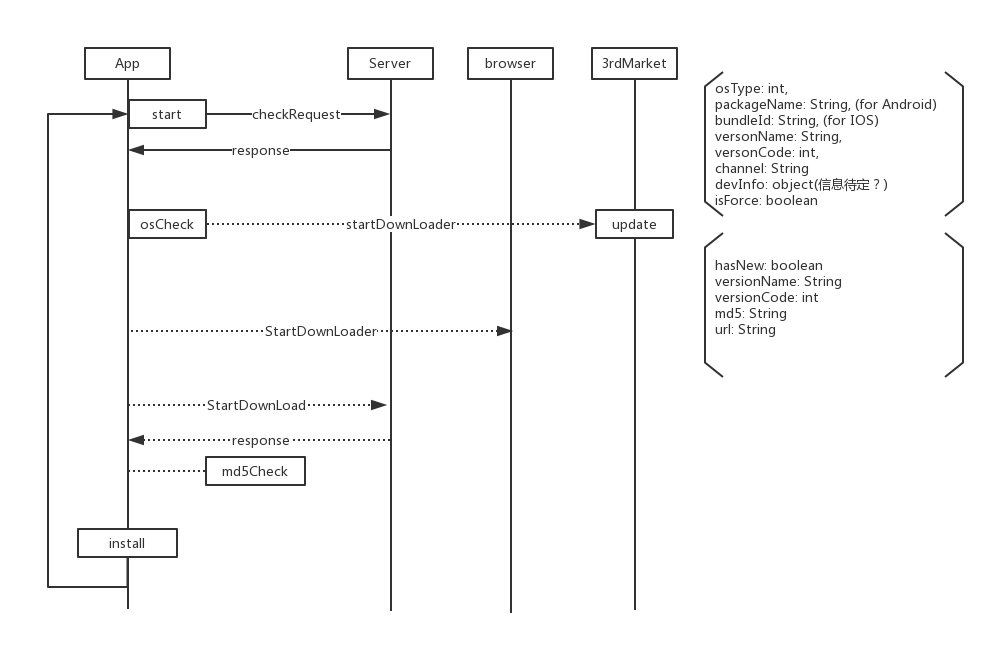 App
Server
browser
3rdMarket
start
checkRequest
response
osCheck
startDownLoader
update
StartDownLoader
StartDownLoad
response
md5Check
install
osType: int,
packageName: String, (for Android)
bundleId: String, (for IOS)
versonName: String,
versonCode: int,
channel: String
devInfo: object(信息待定？)
isForce: boolean
hasNew: boolean
versionName: String
versionCode: int
md5: String
url: String